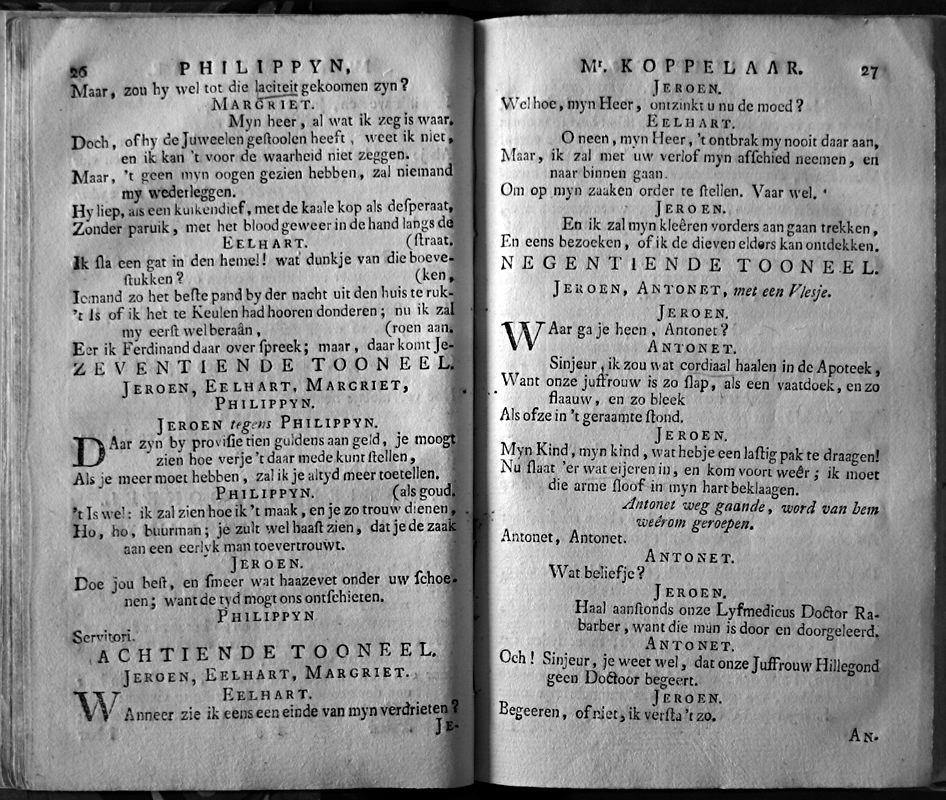 26 PHILIPPYN,
Maar, zou hy wel tot die laciteit gekoomen zyn?
MARGRIET.
Myn heer, al wat ik zeg is waar.
Doch, of hy de Juweelen geſtoolen heeft, weet ik niet,
en ik kan 't voor de waarheid niet zeggen.
Maar, 't geen myn oogen gezien hebben, zal niemand
my wederleggen.
Hy liep, als een kuikendief, met de kaale kop als deſperaat,
Zonder paruik, met het blood geweer in de hand langs de
EELHART. (ſtraat.
Ik ſla een gat in den hemel! wat dunkje van die boeve-
ſtukken? (ken,
Iemand zo het beſte pand by der nacht uit den huis te ruk-
't Is of ik het te Keulen had hooren donderen; nu ik zal
my eerſt wel beraân, (roen aan.
Eer ik Ferdinand daar over ſpreek; maar, daar komt Je-
ZEVENTIENDE TOONEEL.
JEROEN, EELHART, MARGRIET,
PHILIPPYN.
JEROEN tegens PHILIPPYN.
DAar zyn by proviſie tien guldens aan geld, je moogt
zien hoe verje 't daar mede kunt ſtellen,
Als je meer moet hebben, zal ik je altyd meer toetellen.
PHILIPPYN. (als goud.
't Is wel: ik zal zien hoe ik 't maak, en je zo trouw dienen,
Ho, ho, buurman; je zult wel haaſt zien, dat je de zaak
aan een eerlyk man toevertrouwt.
JEROEN.
Doe jou beſt, en ſmeer wat haazevet onder uw ſchoe-
nen; want de tyd mogt ons ontſchieten.
PHILIPPYN
Servitori.
ACHTIENDE TOONEEL.
JEROEN, EELHART, MARGRIET.
EELHART.
WAnneer zie ik eens een einde van myn verdrieten?
JE-
Mr. KOPPELAAR. 27
JEROEN.
Wel hoe, myn Heer, ontzinkt u nu de moed?
EELHART.
O neen, myn Heer, 't ontbrak my nooit daar aan,
Maar, ik zal met uw verlof myn affchied neemen, en
naar binnen gaan.
Om op myn zaaken order te ſtellen. Vaar wel.
JEROEN.
En ik zal myn kleêren vorders aan gaan trekken,
En eens bezoeken, of ik de dieven elders kan ontdekken.
NEGENTIENDE TOONEEL.
JEROEN, ANTONET, met een Vlesje.
JEROEN.
WAar ga je heen, Antonet?
ANTONET.
Sinjeur, ik zou wat cordiaal haalen in de Apoteek,
Want onze juffrouw is zo ſlap, als een vaatdoek, en zo
flaauw, en zo bleek
Als ofze in 't geraamte ſtond.
JEROEN.
Myn Kind, myn kind, wat hebje een laſtig pak te draagen!
Nu ſlaat 'er wat eijeren in, en kom voort weêr; ik moet
die arme ſloof in myn hart beklaagen.
Antonet weg gaande, word van hem
weêrom geroepen.
Antonet, Antonet.
ANTONET.
Wat beliefje?
JEROEN.
Haal aanſtonds onze Lyfmedicus Doctor Ra-
barber, want die man is door en doorgeleerd.
ANTONET.
Och! Sinjeur, je weet wel, dat onze Juffrouw Hillegond
geen Doctoor begeert.
JEROEN.
Begeeren, of niet, ik verſta 't zo.
AN-